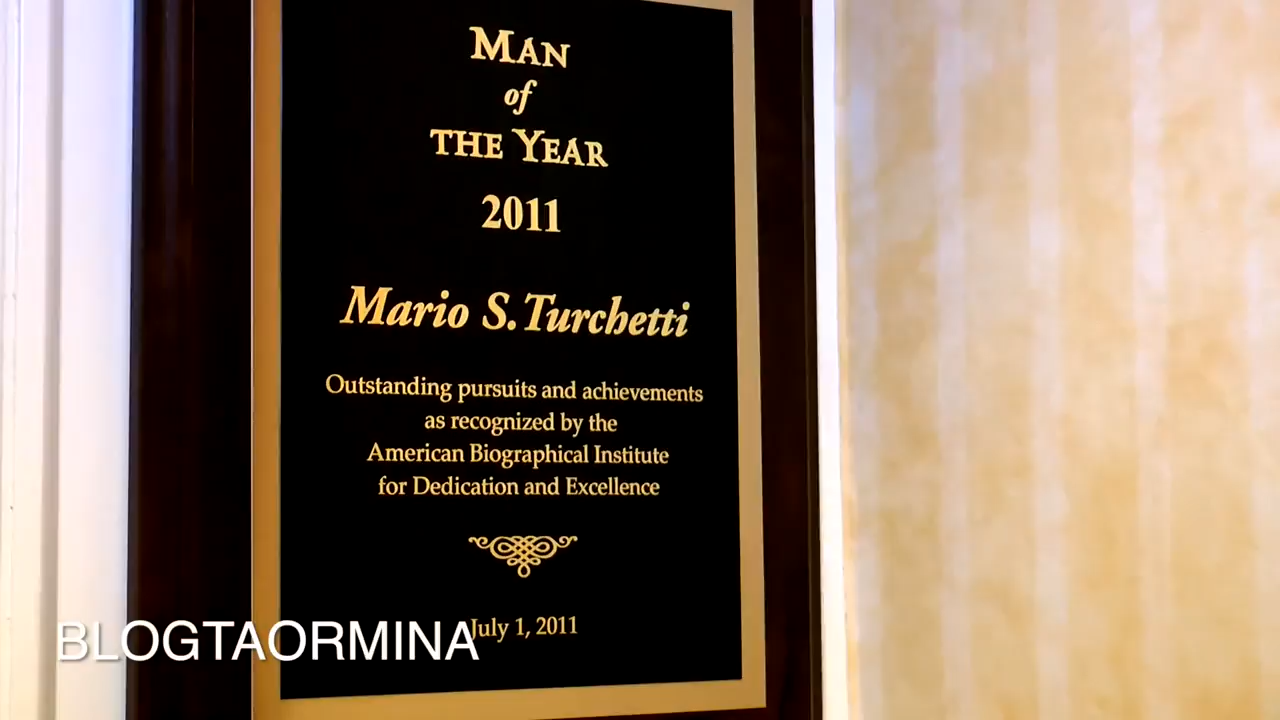 MAN
of
THE YEAR
2011
Mario S. Turchetti
Outstanding pursuits and achievements
as recognized by the
American Biographical Institute
for Dedication and Excellence
July 1, 2011
BLOGTAORMINA